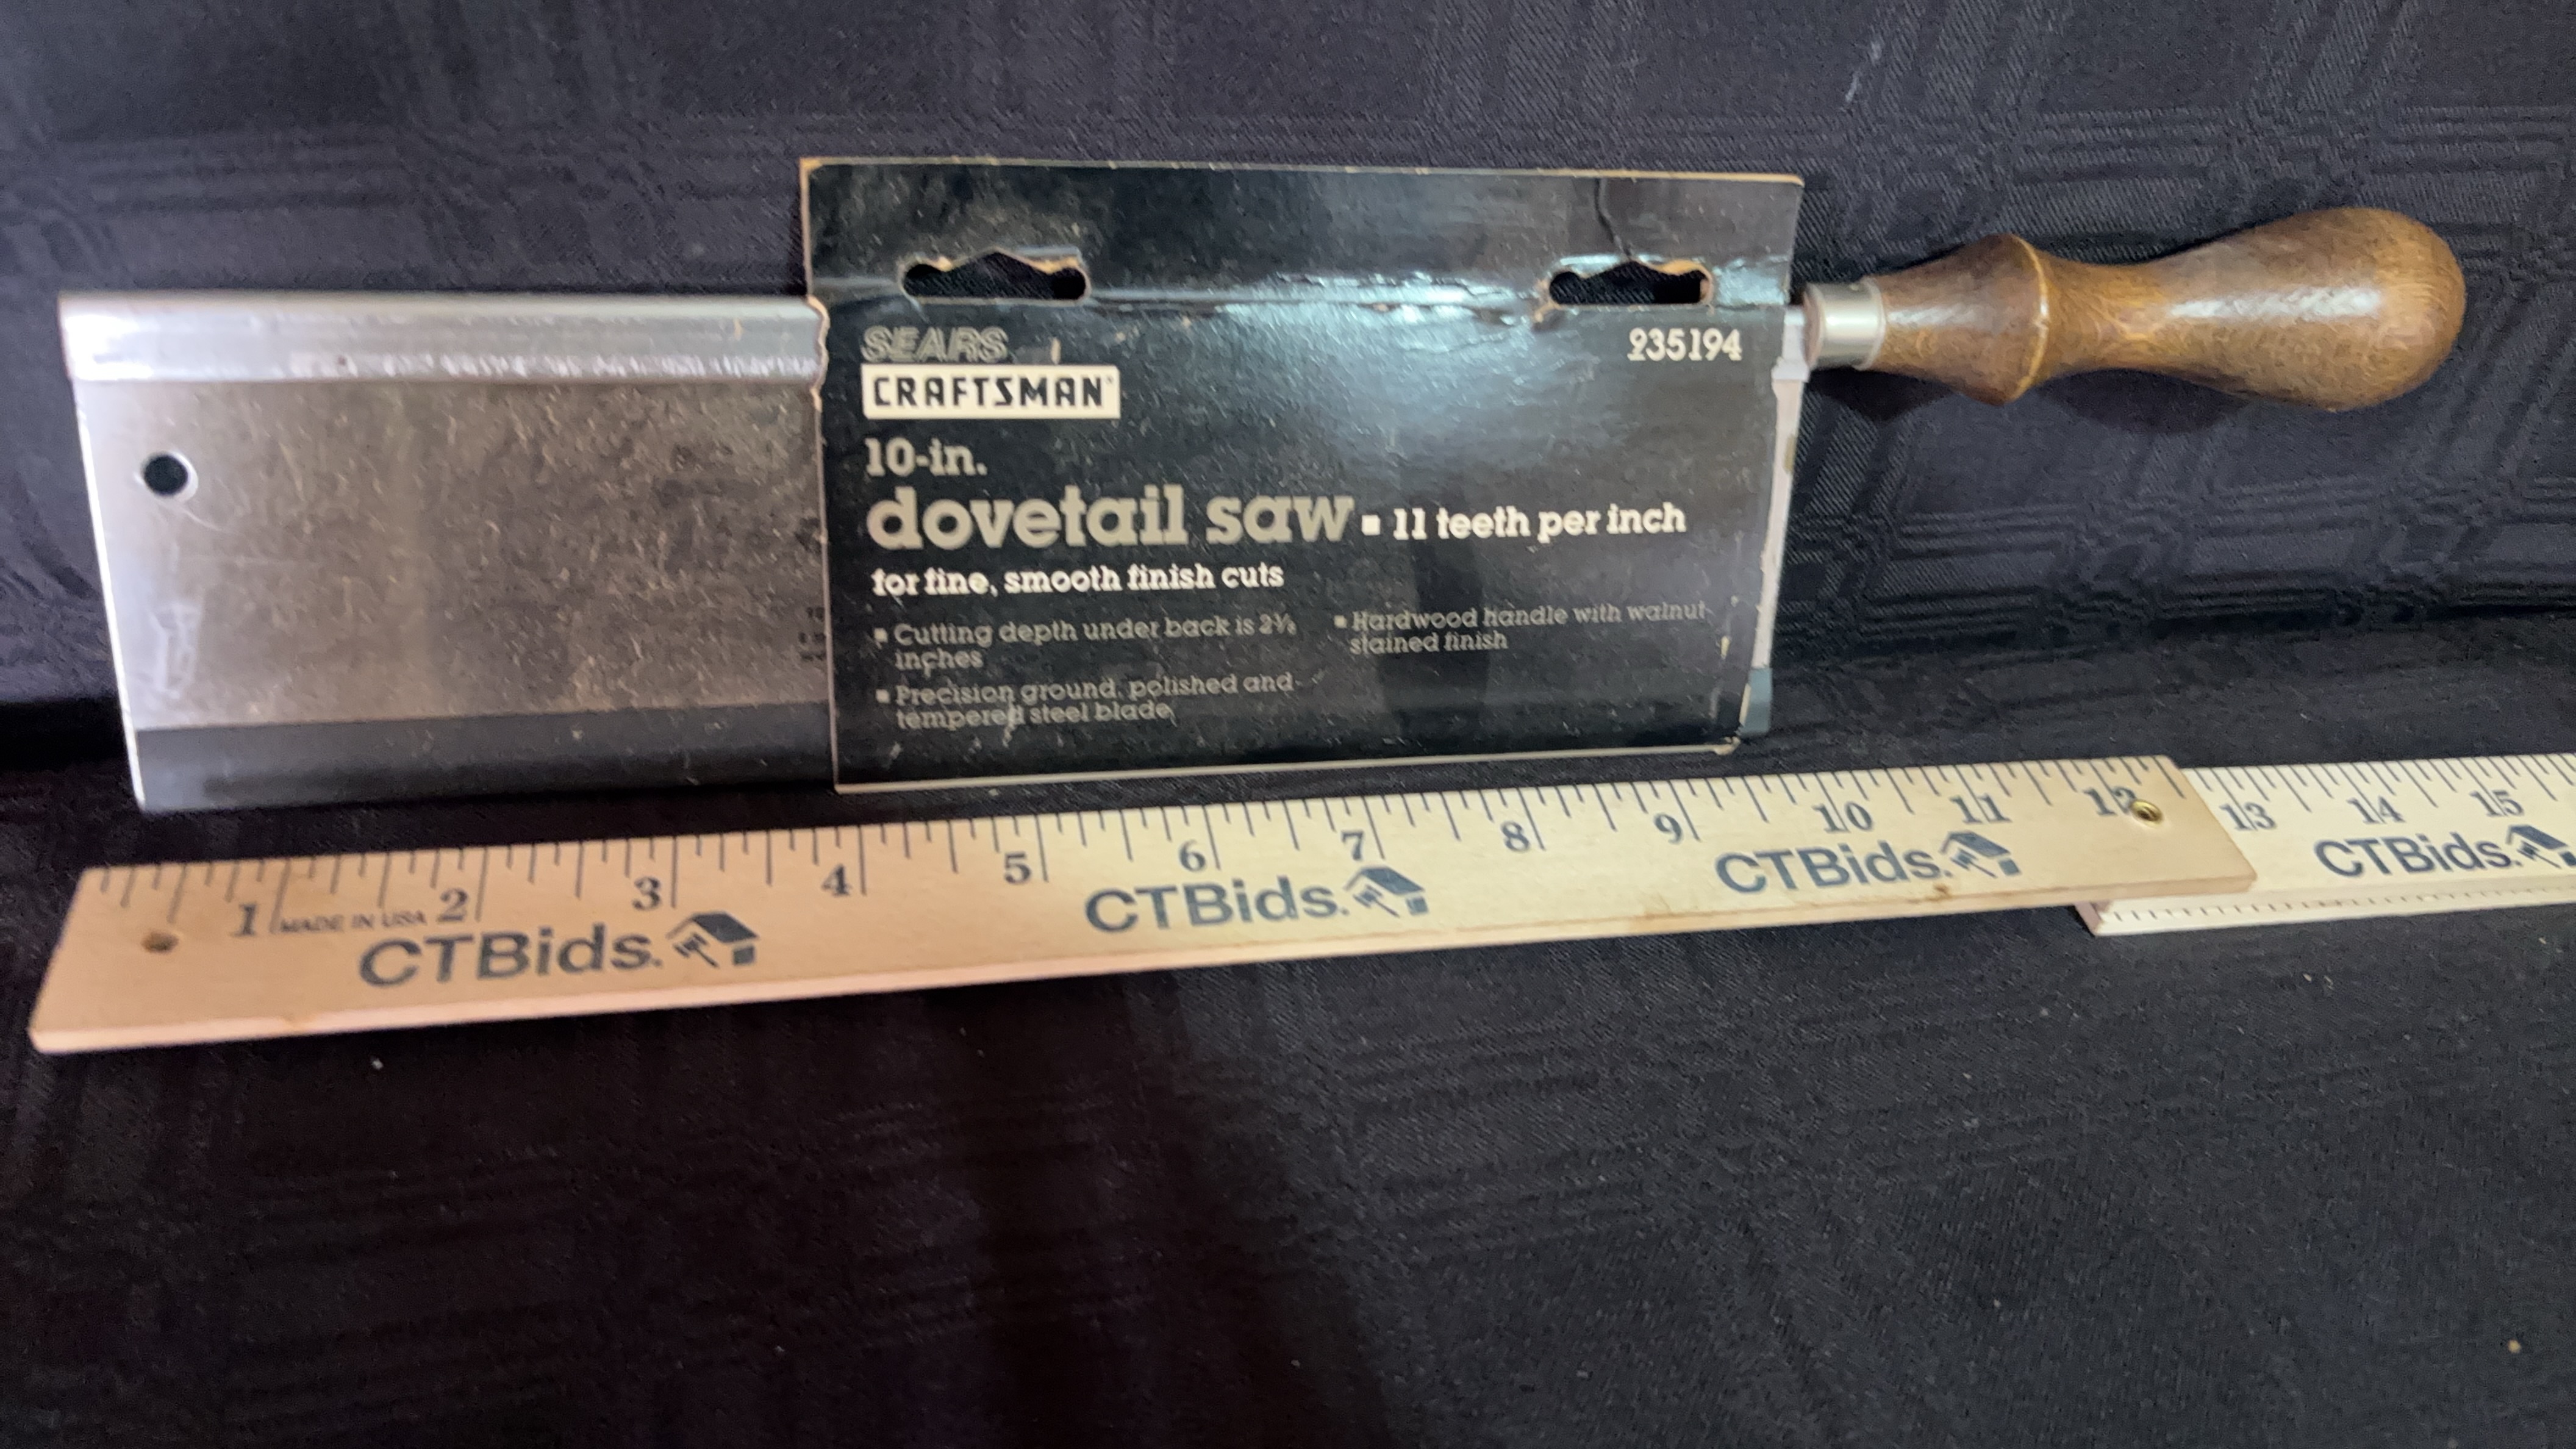 SEARS
CRAFTSMAN
935194
10-in.
dovetail saw ▪ 11 teeth per inch
for fine, smooth finish cuts
▪ Cutting depth under back is 2½
inches
▪ Precision ground, polished and
tempered steel blade
▪ Hardwood handle with walnut-
stained finish
1 2 3 4 5 6 7 8 9 10 11 12 13 14 15
MADE IN USA
CTBids. CTBids. CTBids. CTBids.